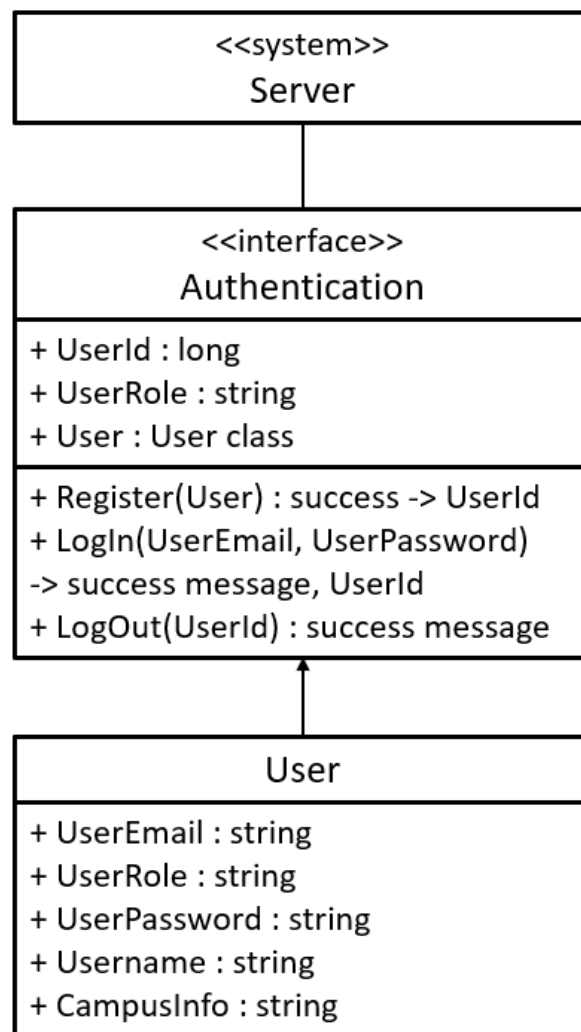 <<system>>
Server
<<interface>>
Authentication
+ UserId : long
+ UserRole : string
+ User : User class
+ Register(User) : success -> UserId
+ LogIn(UserEmail, UserPassword)
-> success message, UserId
+ LogOut(UserId) : success message
User
+ UserEmail : string
+ UserRole : string
+ UserPassword : string
+ Username : string
+ CampusInfo : string